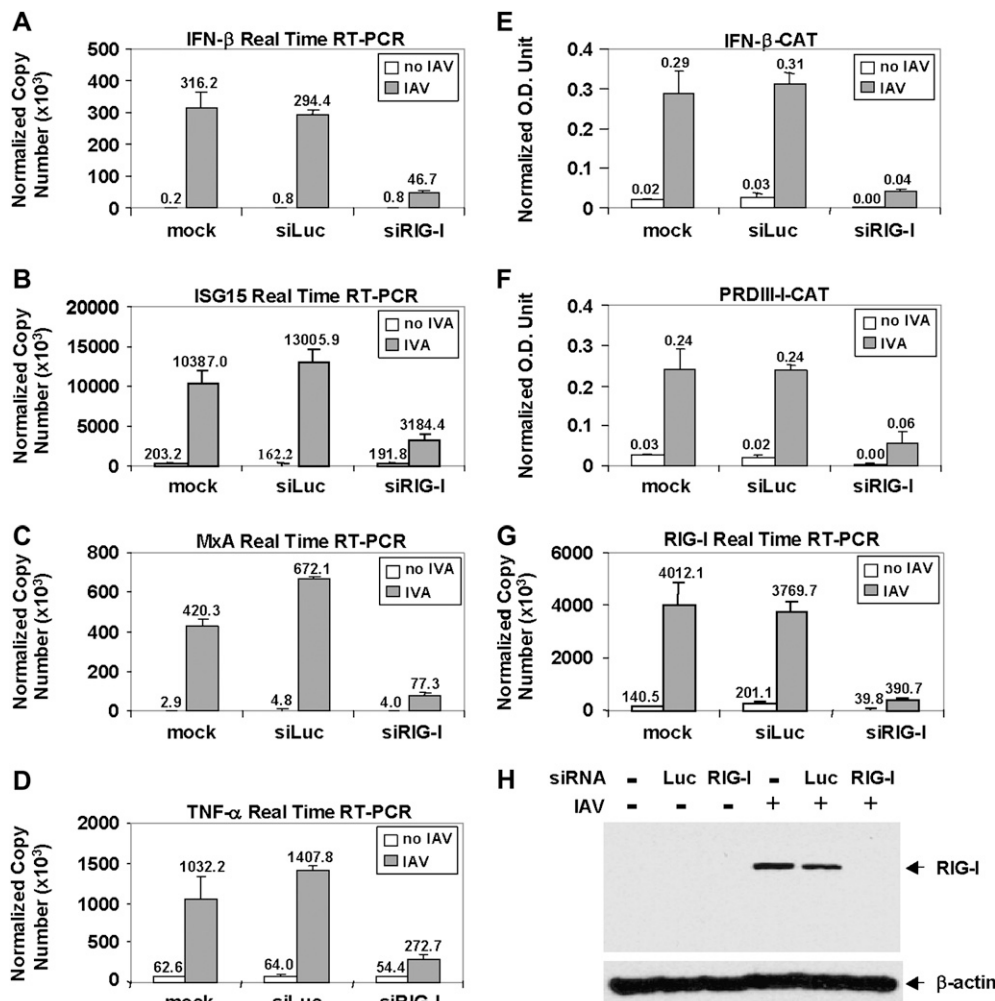 A
IFN-β Real Time RT-PCR
Normalized Copy
Number (x10³)
500
400
300
200
100
0
no IAV
IAV
0.2
316.2
0.8
294.4
0.8
46.7
mock
siLuc
siRIG-I
B
ISG15 Real Time RT-PCR
Normalized Copy
Number (x10³)
20000
15000
10000
5000
0
no IVA
IVA
203.2
10387.0
162.2
13005.9
191.8
3184.4
mock
siLuc
siRIG-I
C
MxA Real Time RT-PCR
Normalized Copy
Number (x10³)
800
600
400
200
0
no IVA
IVA
2.9
420.3
4.8
672.1
4.0
77.3
mock
siLuc
siRIG-I
D
TNF-α Real Time RT-PCR
Normalized Copy
Number (x10³)
2000
1500
1000
500
0
no IAV
IAV
62.6
1032.2
64.0
1407.8
54.4
272.7
mock
siLuc
siRIG-I
E
IFN-β-CAT
Normalized O.D. Unit
0.4
0.3
0.2
0.1
0
no IAV
IAV
0.02
0.29
0.03
0.31
0.00
0.04
mock
siLuc
siRIG-I
F
PRDIII-I-CAT
Normalized O.D. Unit
0.4
0.3
0.2
0.1
0
no IVA
IVA
0.03
0.24
0.02
0.24
0.00
0.06
mock
siLuc
siRIG-I
G
RIG-I Real Time RT-PCR
Normalized Copy
Number (x10³)
6000
4000
2000
0
no IAV
IAV
140.5
4012.1
201.1
3769.7
39.8
390.7
mock
siLuc
siRIG-I
H
siRNA - Luc RIG-I - Luc RIG-I
IAV - - - + + +
RIG-I
β-actin